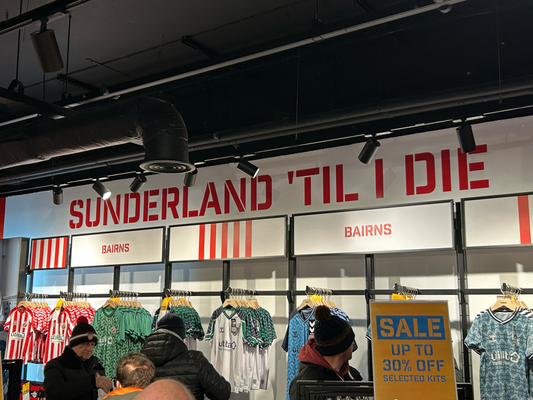 SUNDERLAND 'TIL I DIE
BAIRNS
BAIRNS
SALE
UP TO
30% OFF
SELECTED KITS